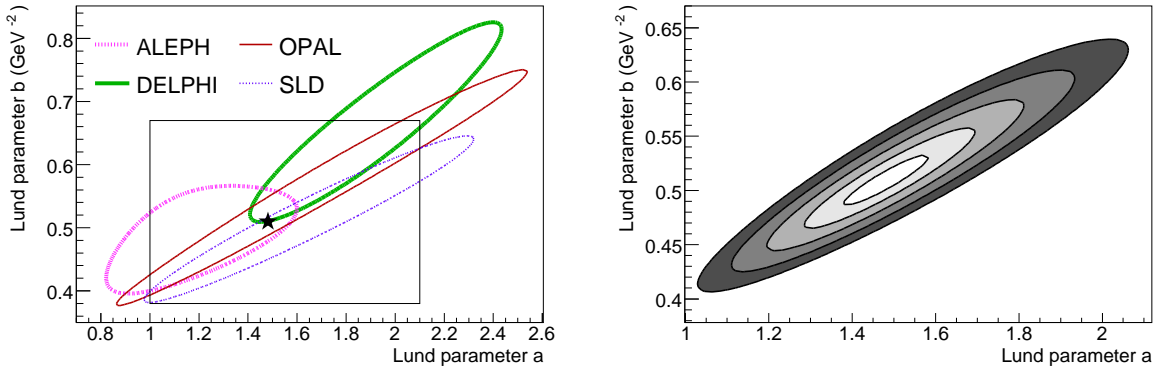 Lund parameter b (GeV⁻²)
0.8
0.7
0.6
0.5
0.4
ALEPH
OPAL
DELPHI
SLD
0.8 1 1.2 1.4 1.6 1.8 2 2.2 2.4 2.6
Lund parameter a
Lund parameter b (GeV⁻²)
0.65
0.6
0.55
0.5
0.45
0.4
1 1.2 1.4 1.6 1.8 2
Lund parameter a